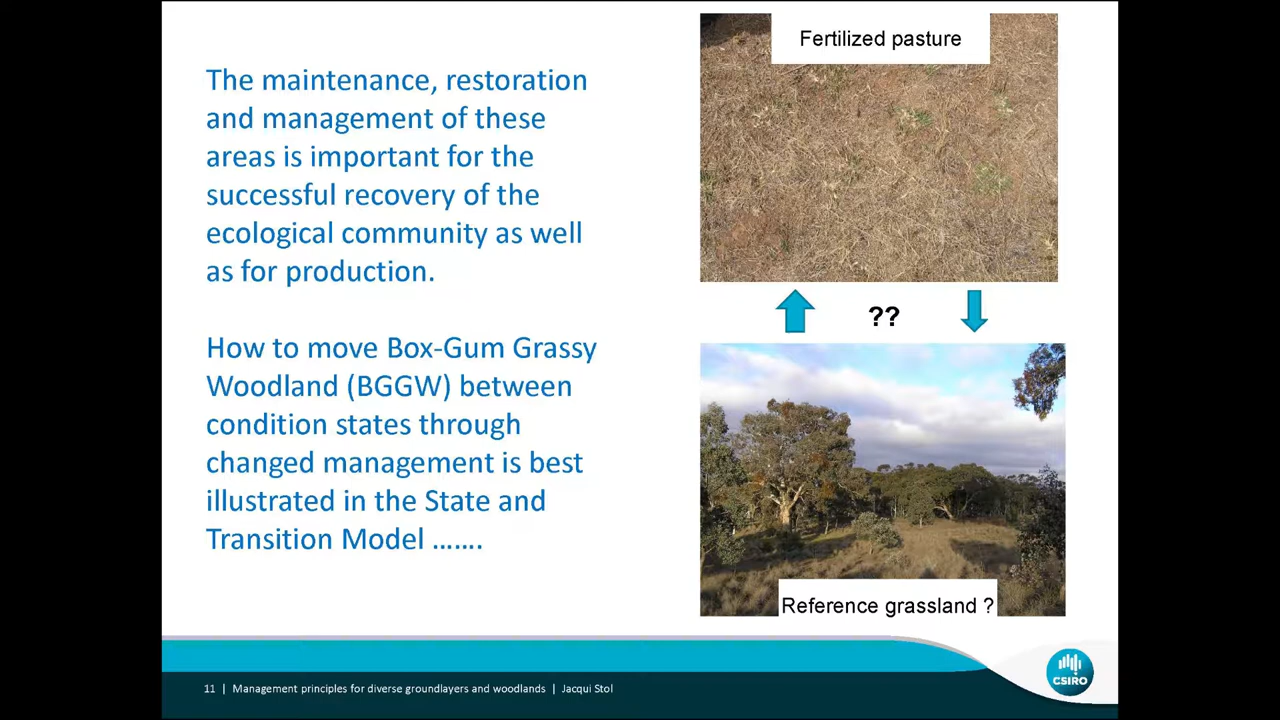 Fertilized pasture
The maintenance, restoration
and management of these
areas is important for the
successful recovery of the
ecological community as well
as for production.
??
How to move Box-Gum Grassy
Woodland (BGGW) between
condition states through
changed management is best
illustrated in the State and
Transition Model …….
Reference grassland ?
11 | Management principles for diverse groundlayers and woodlands | Jacqui Stol
CSIRO